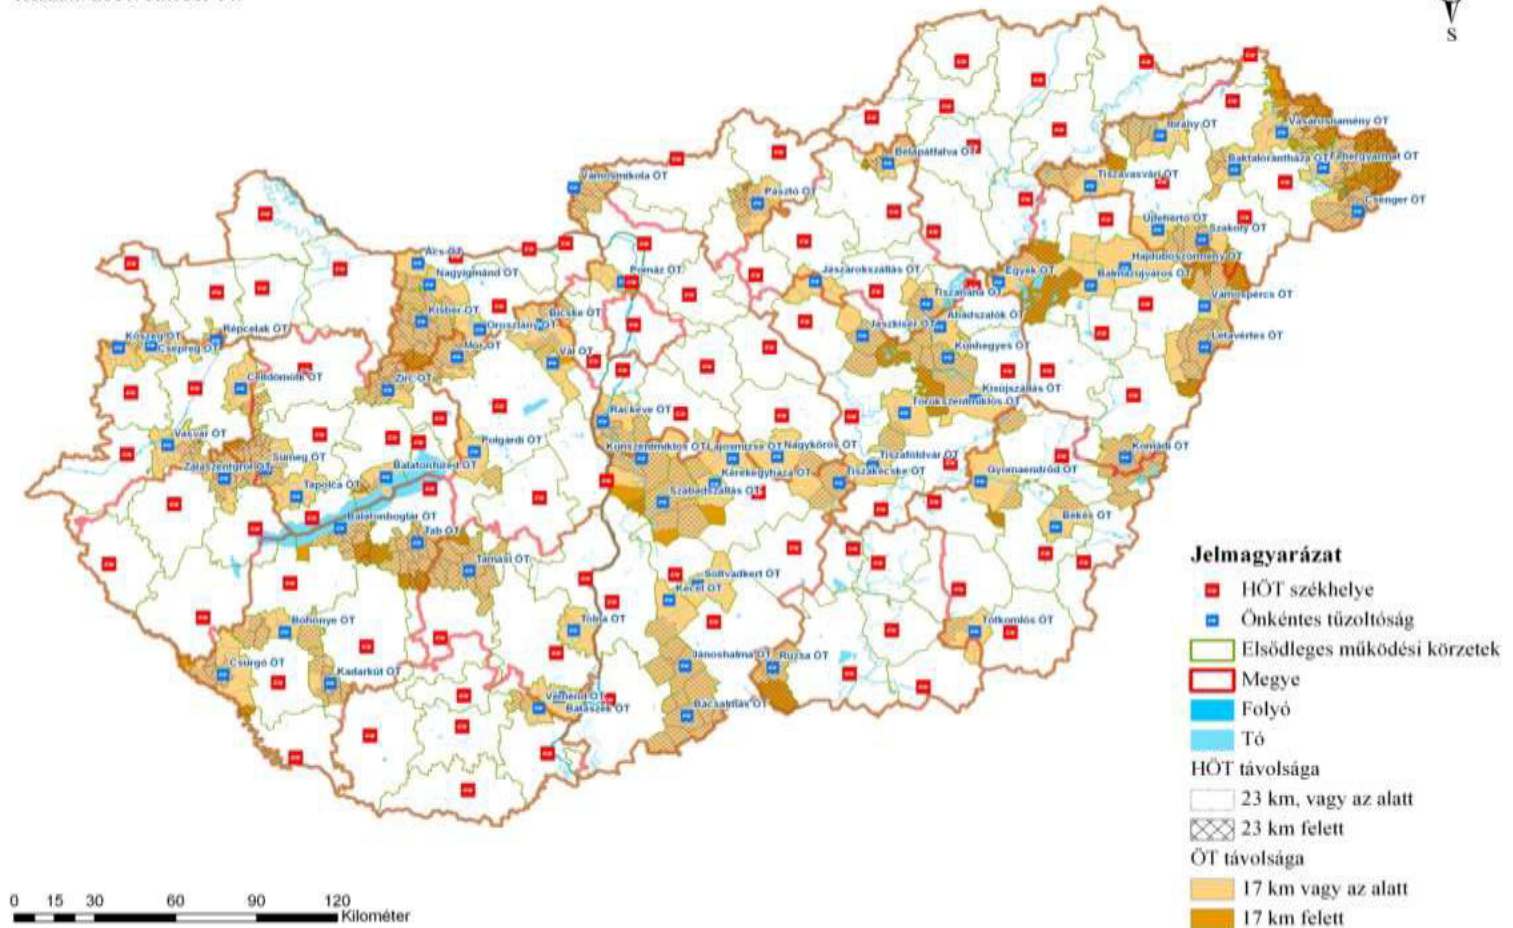 S
Ibrány ÖT
Vásárosnamény ÖT
Bélapátfalva ÖT
Baktalórántháza ÖT
Fehérgyarmat ÖT
Vámosmikola ÖT
Tiszavasvári ÖT
Pásztó ÖT
Csenger ÖT
Újfehértó ÖT
Szakoly ÖT
Ács ÖT
Hajdúböszörmény ÖT
Nagyigmánd ÖT
Pomáz ÖT
Jászárokszállás ÖT
Egyek ÖT
Balmazújváros ÖT
Tiszanána ÖT
Vámospércs ÖT
Kisbér ÖT
Bicske ÖT
Abádszalók ÖT
Kőszeg ÖT
Répcelak ÖT
Oroszlány ÖT
Jászkisér ÖT
Csepreg ÖT
Mór ÖT
Vál ÖT
Kunhegyes ÖT
Létavértes ÖT
Celldömölk ÖT
Zirc ÖT
Kisújszállás ÖT
Törökszentmiklós ÖT
Ráckeve ÖT
Vasvár ÖT
Polgárdi ÖT
Kunszentmiklós ÖT
Lajosmizse ÖT
Nagykőrös ÖT
Komádi ÖT
Sümeg ÖT
Zalaszentgrót ÖT
Balatonfüred ÖT
Tiszaföldvár ÖT
Kerekegyháza ÖT
Tiszakécske ÖT
Gyomaendrőd ÖT
Tapolca ÖT
Szabadszállás ÖT
Balatonboglár ÖT
Tab ÖT
Békés ÖT
Tamási ÖT
Soltvadkert ÖT
Kecel ÖT
Böhönye ÖT
Tolna ÖT
Tótkomlós ÖT
Csurgó ÖT
Kadarkút ÖT
Jánoshalma ÖT
Ruzsa ÖT
Véménd ÖT
Bátaszék ÖT
Bácsalmás ÖT
Jelmagyarázat
HÖT székhelye
Önkéntes tűzoltóság
Elsődleges működési körzetek
Megye
Folyó
Tó
HÖT távolsága
23 km, vagy az alatt
23 km felett
ÖT távolsága
17 km vagy az alatt
17 km felett
0 15 30 60 90 120
Kilométer